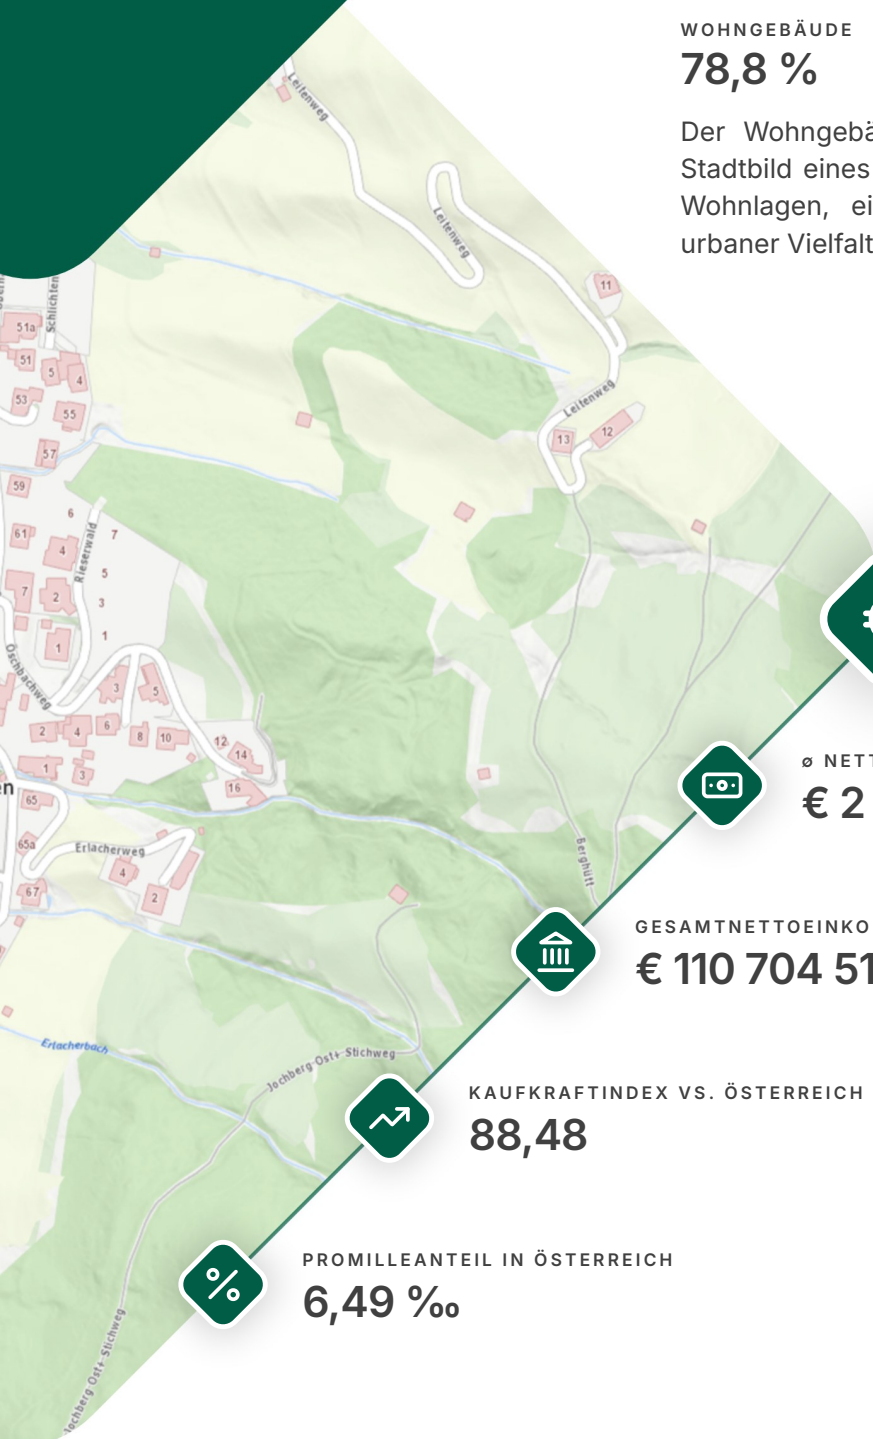 WOHNGEBÄUDE
78,8 %
Der Wohngebä
Stadtbild eines
Wohnlagen, ei
urbaner Vielfalt
Leitenweg
Leitenweg
11
Schlichten
51a
51
5
4
53
55
Leitenweg
13
12
57
59
6
61
4
Rieserwald
7
5
7
2
3
1
1
Öschbachweg
3
5
2
4
6
8
10
12
14
1
3
16
en
65
65a
Erlacherweg
4
67
2
ø NETT
€ 2
Berghütt
GESAMTNETTOEINKO
€ 110 704 51
Erlacherbach
Jochberg-Ost+-Stichweg
KAUFKRAFTINDEX VS. ÖSTERREICH
88,48
PROMILLEANTEIL IN ÖSTERREICH
6,49 ‰
Jochberg Ost+ Stichweg